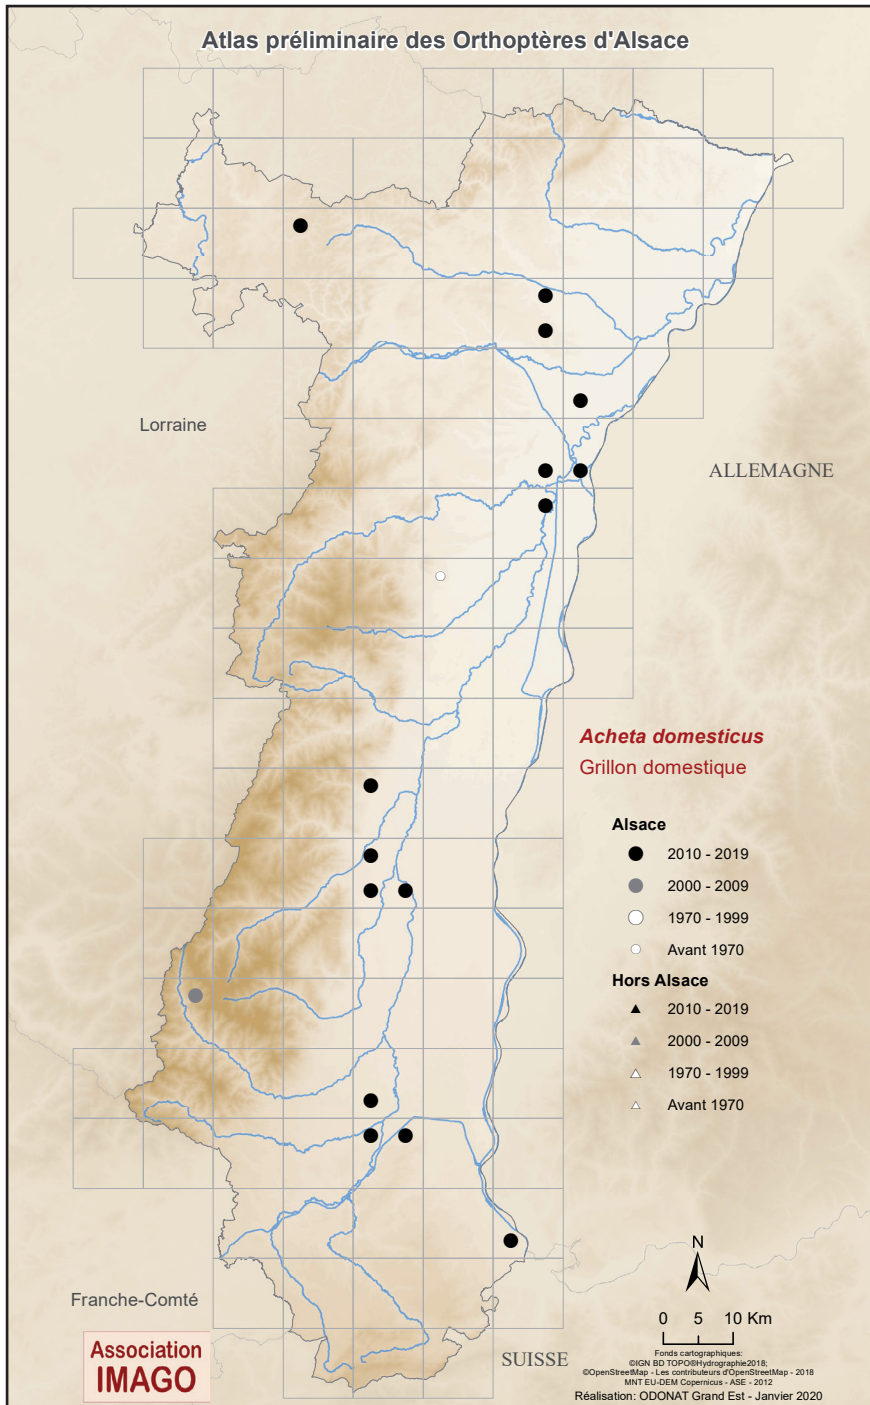 Atlas préliminaire des Orthoptères d'Alsace
Lorraine
ALLEMAGNE
Acheta domesticus
Grillon domestique
Alsace
2010 - 2019
2000 - 2009
1970 - 1999
Avant 1970
Hors Alsace
2010 - 2019
2000 - 2009
1970 - 1999
Avant 1970
N
0 5 10 Km
Franche-Comté
SUISSE
Association
IMAGO
Fonds cartographiques:
©IGN BD TOPO®Hydrographie2018;
©OpenStreetMap - Les contributeurs d'OpenStreetMap - 2018
MNT EU-DEM Copernicus - ASE - 2012
Réalisation: ODONAT Grand Est - Janvier 2020